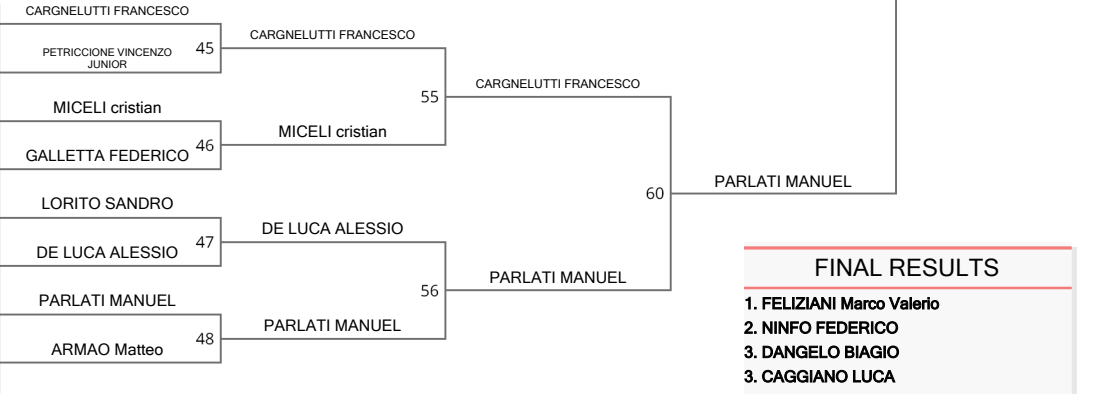 CARGNELUTTI FRANCESCO
PETRICCIONE VINCENZO
JUNIOR
45
CARGNELUTTI FRANCESCO
MICELI cristian
GALLETTA FEDERICO
46
MICELI cristian
55
CARGNELUTTI FRANCESCO
LORITO SANDRO
DE LUCA ALESSIO
47
DE LUCA ALESSIO
PARLATI MANUEL
ARMAO Matteo
48
PARLATI MANUEL
56
PARLATI MANUEL
60
PARLATI MANUEL
FINAL RESULTS
1. FELIZIANI Marco Valerio
2. NINFO FEDERICO
3. DANGELO BIAGIO
3. CAGGIANO LUCA